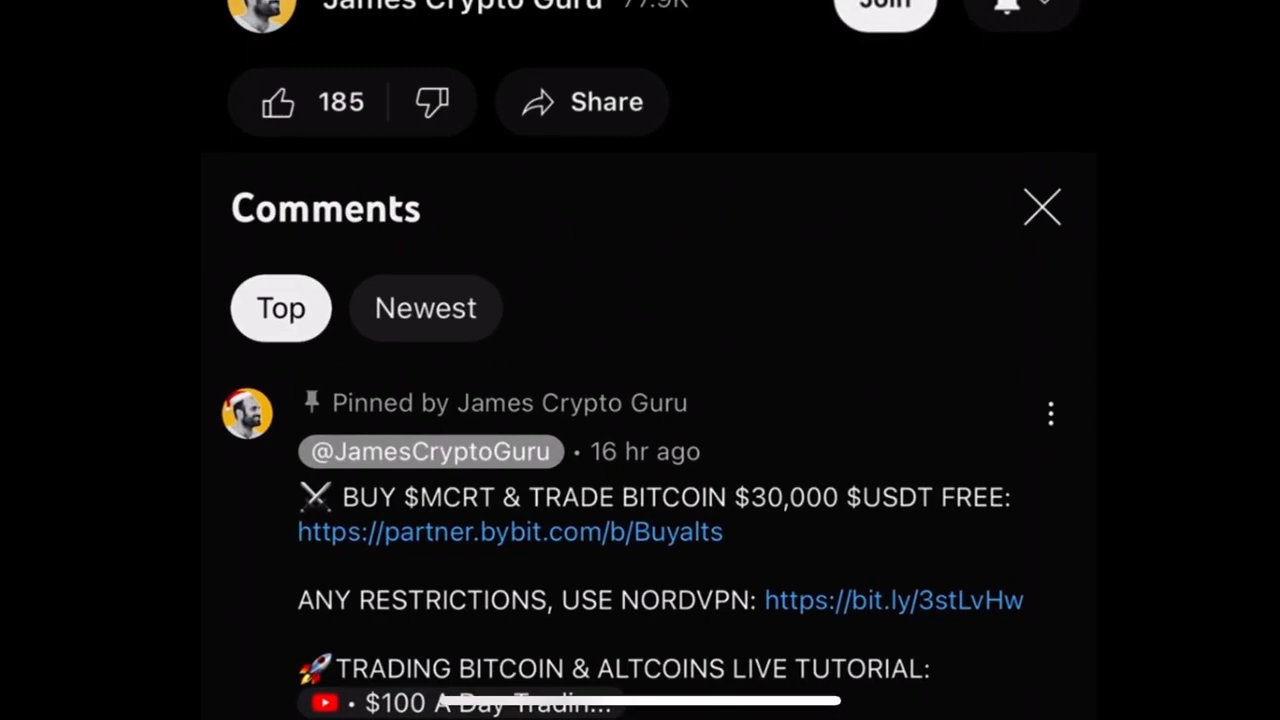 James Crypto Guru 77.9K
Join
185
Share
Comments
Top
Newest
Pinned by James Crypto Guru
@JamesCryptoGuru • 16 hr ago
⚔ BUY $MCRT & TRADE BITCOIN $30,000 $USDT FREE:
https://partner.bybit.com/b/Buyalts
ANY RESTRICTIONS, USE NORDVPN: https://bit.ly/3stLvHw
🚀TRADING BITCOIN & ALTCOINS LIVE TUTORIAL:
• $100 A Day Tradin...